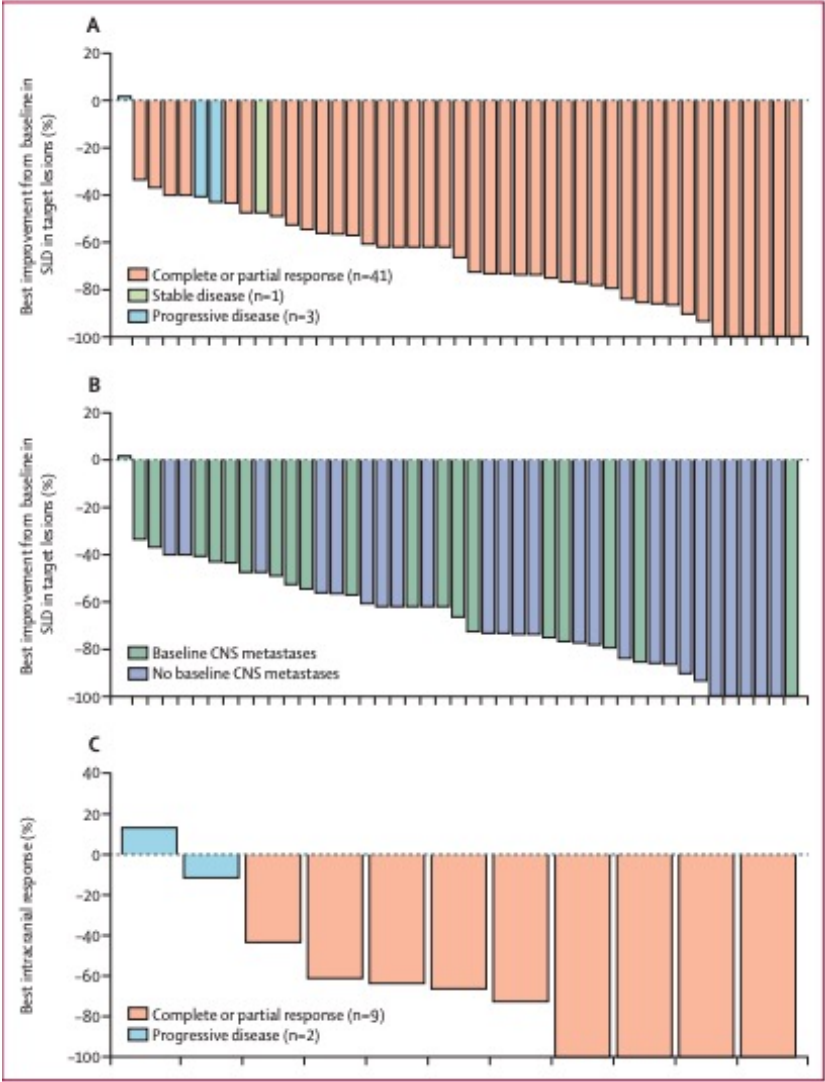 A
Best improvement from baseline in
SLD in target lesions (%)
20
0
–20
–40
–60
–80
–100
Complete or partial response (n=41)
Stable disease (n=1)
Progressive disease (n=3)
B
Best improvement from baseline in
SLD in target lesions (%)
20
0
–20
–40
–60
–80
–100
Baseline CNS metastases
No baseline CNS metastases
C
Best intracranial response (%)
40
20
0
–20
–40
–60
–80
–100
Complete or partial response (n=9)
Progressive disease (n=2)